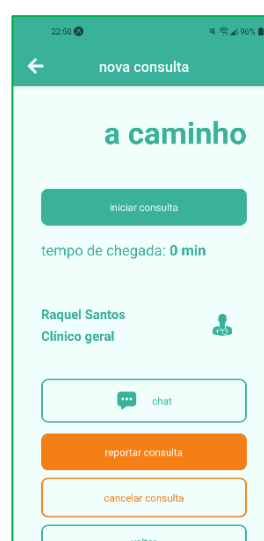 22:50 96%
nova consulta
a caminho
iniciar consulta
tempo de chegada: 0 min
Raquel Santos
Clínico geral
chat
reportar consulta
cancelar consulta
voltar